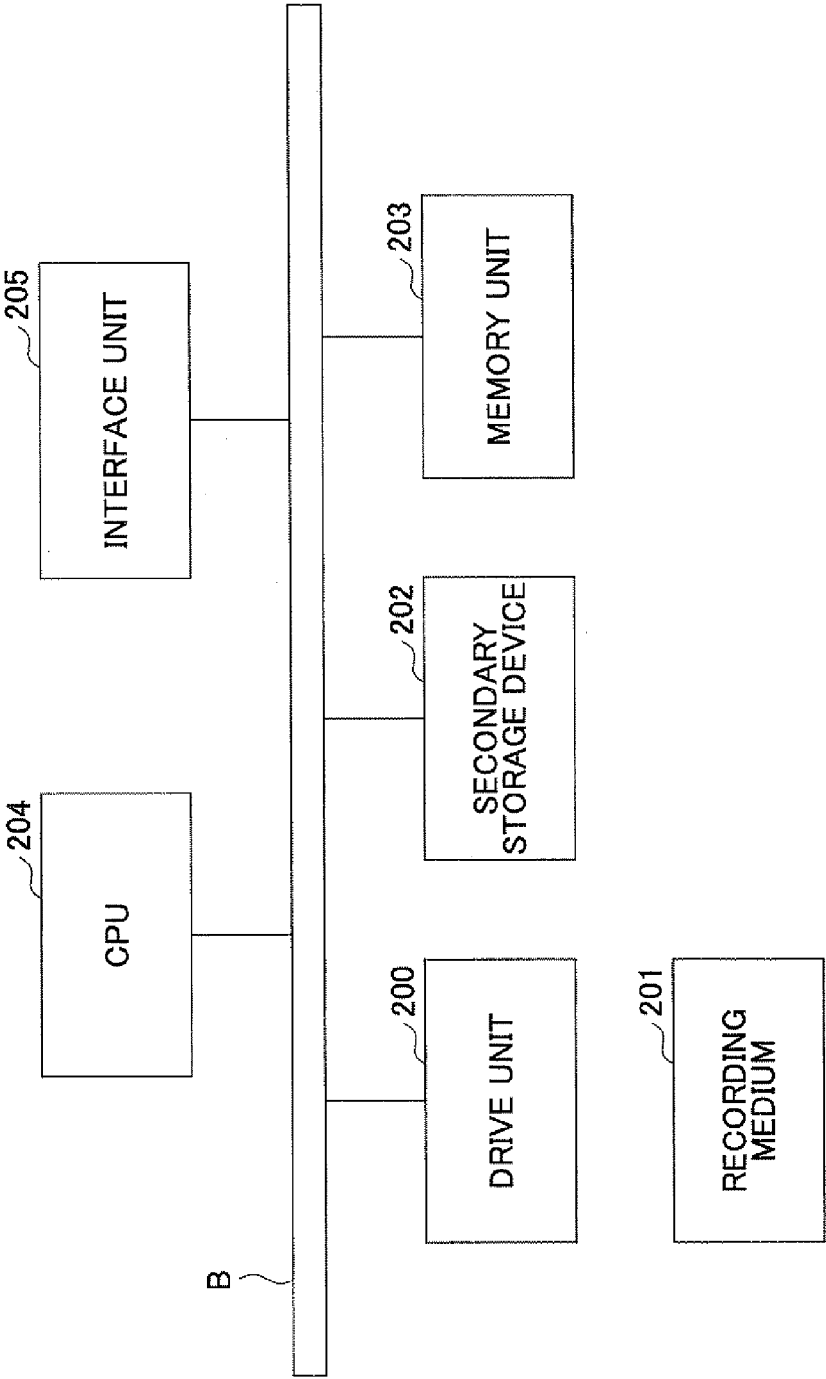 204
CPU
205
INTERFACE UNIT
B
200
DRIVE UNIT
202
SECONDARY
STORAGE DEVICE
203
MEMORY UNIT
201
RECORDING
MEDIUM